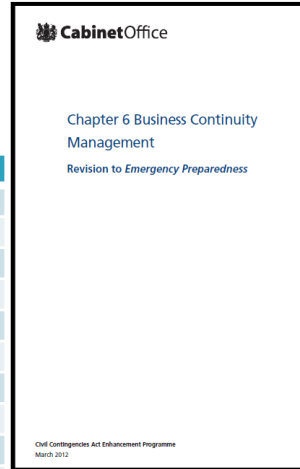 CabinetOffice
Chapter 6 Business Continuity
Management
Revision to Emergency Preparedness
Civil Contingencies Act Enhancement Programme
March 2012